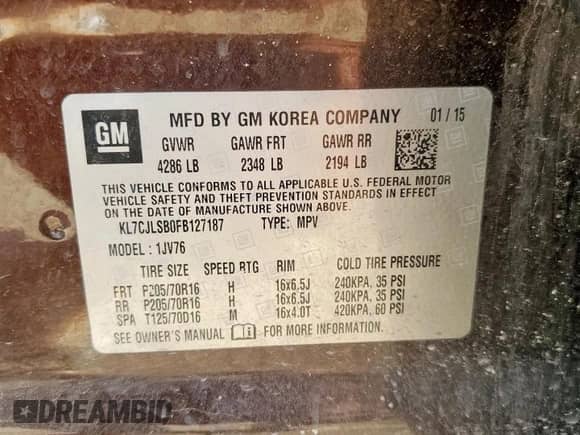 GM
MFD BY GM KOREA COMPANY 01/15
GVWR GAWR FRT GAWR RR
4286 LB 2348 LB 2194 LB
THIS VEHICLE CONFORMS TO ALL APPLICABLE U.S. FEDERAL MOTOR
VEHICLE SAFETY AND THEFT PREVENTION STANDARDS IN EFFECT
ON THE DATE OF MANUFACTURE SHOWN ABOVE.
KL7CJLSB0FB127187 TYPE: MPV
MODEL: 1JV76
TIRE SIZE SPEED RTG RIM COLD TIRE PRESSURE
FRT P205/70R16 H 16x6.5J 240KPA, 35 PSI
RR P205/70R16 H 16x6.5J 240KPA, 35 PSI
SPA T125/70D16 M 16x4.0T 420KPA, 60 PSI
SEE OWNER'S MANUAL FOR MORE INFORMATION.
DREAMBID